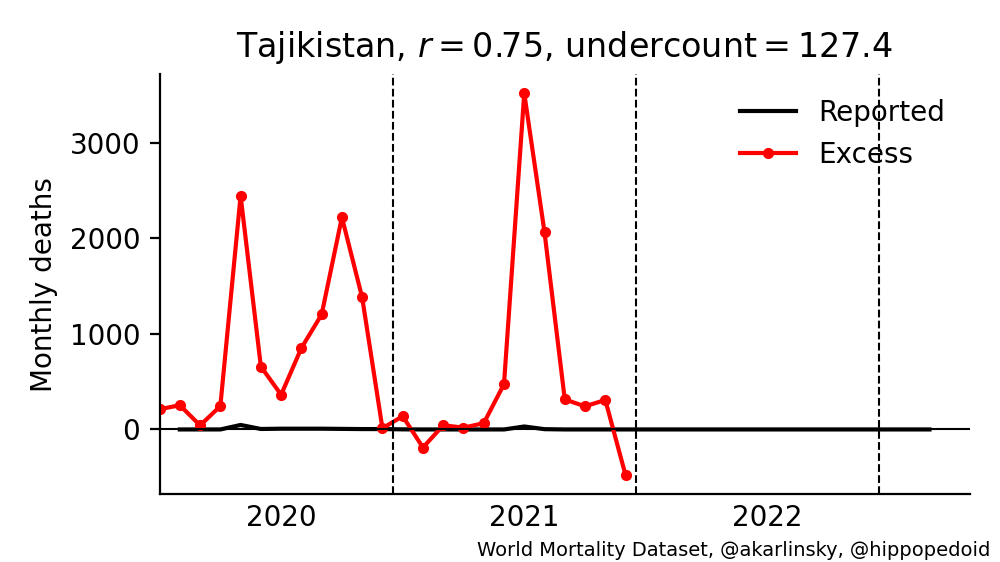 Tajikistan, r = 0.75, undercount = 127.4
Reported
Excess
Monthly deaths
3000
2000
1000
0
2020 2021 2022
World Mortality Dataset, @akarlinsky, @hippopedoid